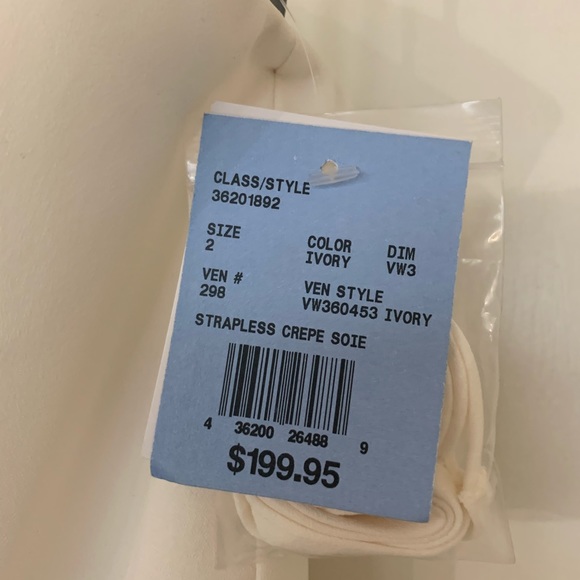 CLASS/STYLE
36201892
SIZE COLOR DIM
2 IVORY VW3
VEN # VEN STYLE
298 VW360453 IVORY
STRAPLESS CREPE SOIE
4 36200 26488 9
$199.95